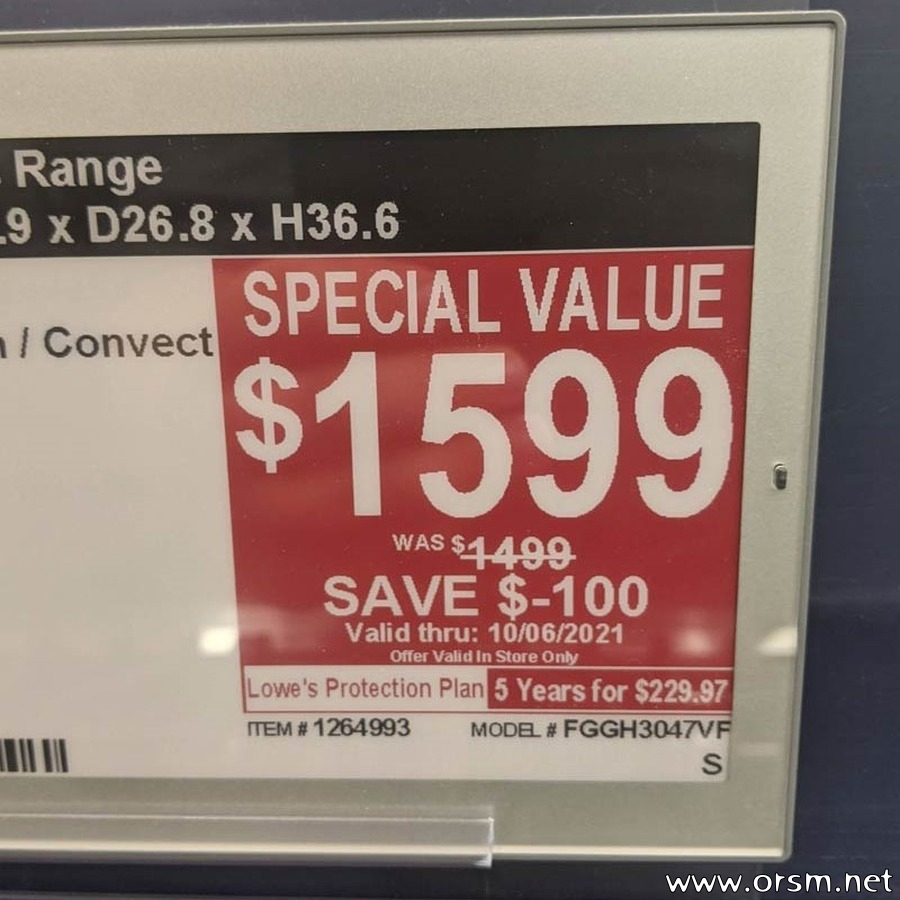 Range
.9 x D26.8 x H36.6
SPECIAL VALUE
/ Convect
$1599
WAS $1499
SAVE $-100
Valid thru: 10/06/2021
Offer Valid In Store Only
Lowe's Protection Plan 5 Years for $229.97
ITEM # 1264993 MODEL # FGGH3047VF
S
www.orsm.net